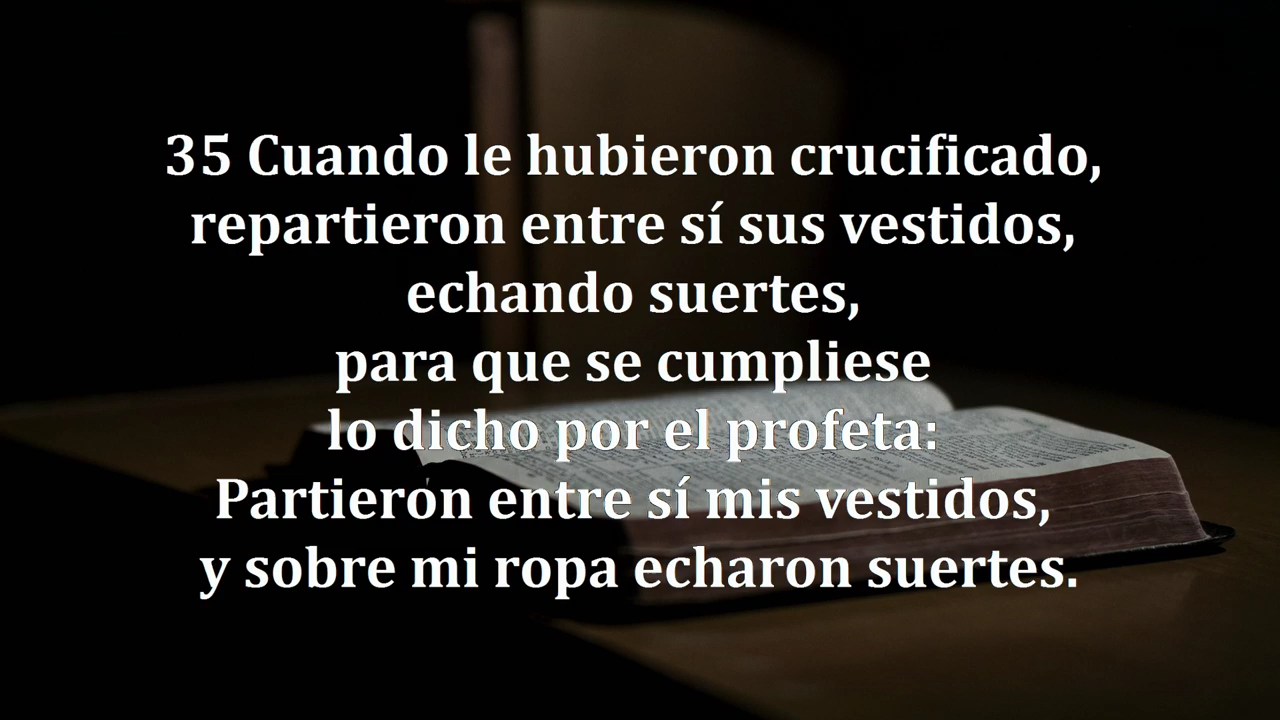 35 Cuando le hubieron crucificado,
repartieron entre sí sus vestidos,
echando suertes,
para que se cumpliese
lo dicho por el profeta:
Partieron entre sí mis vestidos,
y sobre mi ropa echaron suertes.